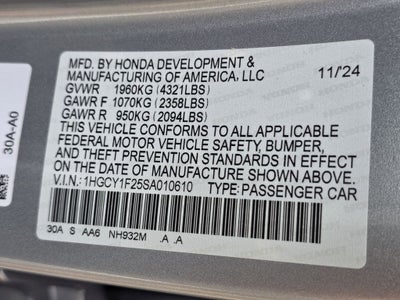 MFD. BY HONDA DEVELOPMENT &
MANUFACTURING OF AMERICA, LLC 11/24
GVWR 1960KG (4321LBS)
GAWR F 1070KG (2358LBS)
GAWR R 950KG (2094LBS)
THIS VEHICLE CONFORMS TO ALL APPLICABLE
FEDERAL MOTOR VEHICLE SAFETY, BUMPER,
AND THEFT PREVENTION STANDARDS IN EFFECT
ON THE DATE OF MANUFACTURE SHOWN ABOVE.
V.I.N.: 1HGCY1F25SA010610 TYPE: PASSENGER CAR
30A S AA6 NH932M .A .A
30A-A0